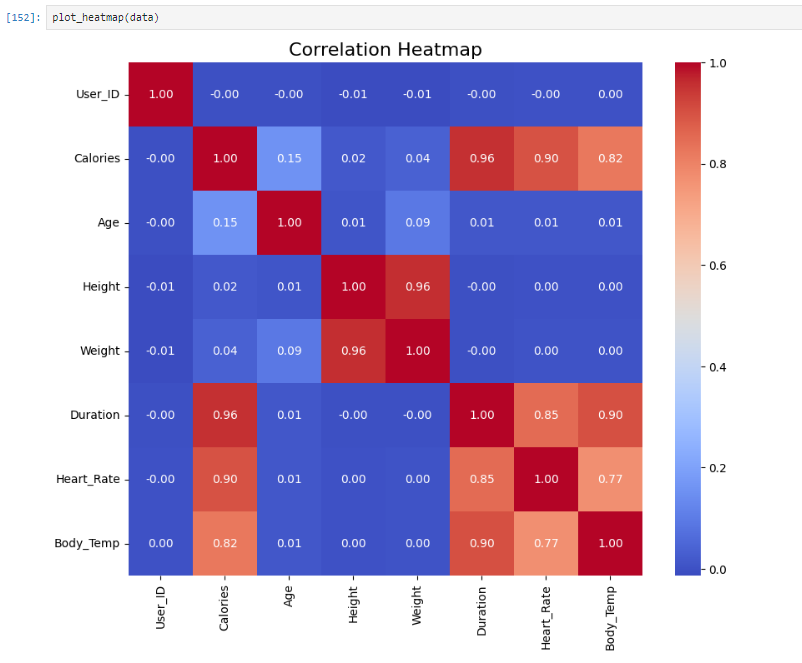 [152]: plot_heatmap(data)
Correlation Heatmap
User_ID 1.00 -0.00 -0.00 -0.01 -0.01 -0.00 -0.00 0.00
Calories -0.00 1.00 0.15 0.02 0.04 0.96 0.90 0.82
Age -0.00 0.15 1.00 0.01 0.09 0.01 0.01 0.01
Height -0.01 0.02 0.01 1.00 0.96 -0.00 0.00 0.00
Weight -0.01 0.04 0.09 0.96 1.00 -0.00 0.00 0.00
Duration -0.00 0.96 0.01 -0.00 -0.00 1.00 0.85 0.90
Heart_Rate -0.00 0.90 0.01 0.00 0.00 0.85 1.00 0.77
Body_Temp 0.00 0.82 0.01 0.00 0.00 0.90 0.77 1.00
User_ID Calories Age Height Weight Duration Heart_Rate Body_Temp
1.0
0.8
0.6
0.4
0.2
0.0